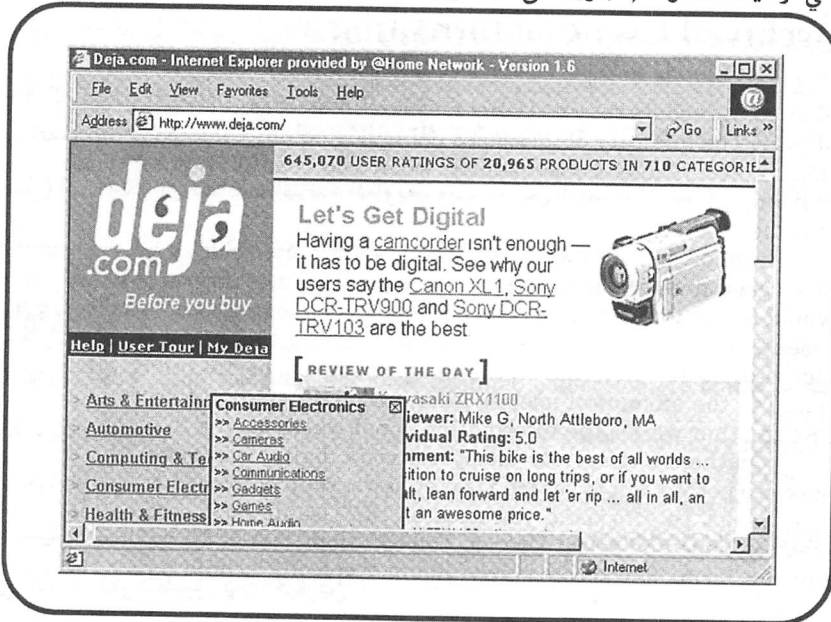 Deja.com - Internet Explorer provided by @Home Network - Version 1.6
File Edit View Favorites Tools Help
Address http://www.deja.com/ Go Links »
645,070 USER RATINGS OF 20,965 PRODUCTS IN 710 CATEGORIE
deja
.com
Before you buy
Help | User Tour | My Deja
Let's Get Digital
Having a camcorder isn't enough —
it has to be digital. See why our
users say the Canon XL1, Sony
DCR-TRV900 and Sony DCR-
TRV103 are the best
[REVIEW OF THE DAY]
vasaki ZRX1100
iewer: Mike G, North Attleboro, MA
vidual Rating: 5.0
nment: "This bike is the best of all worlds ...
ition to cruise on long trips, or if you want to
lt, lean forward and let 'er rip ... all in all, an
t an awesome price."
Arts & Entertainn
Automotive
Computing & Te
Consumer Electr
Health & Fitness
Consumer Electronics
>> Accessories
>> Cameras
>> Car Audio
>> Communications
>> Gadgets
>> Games
>> Home Audio
Internet